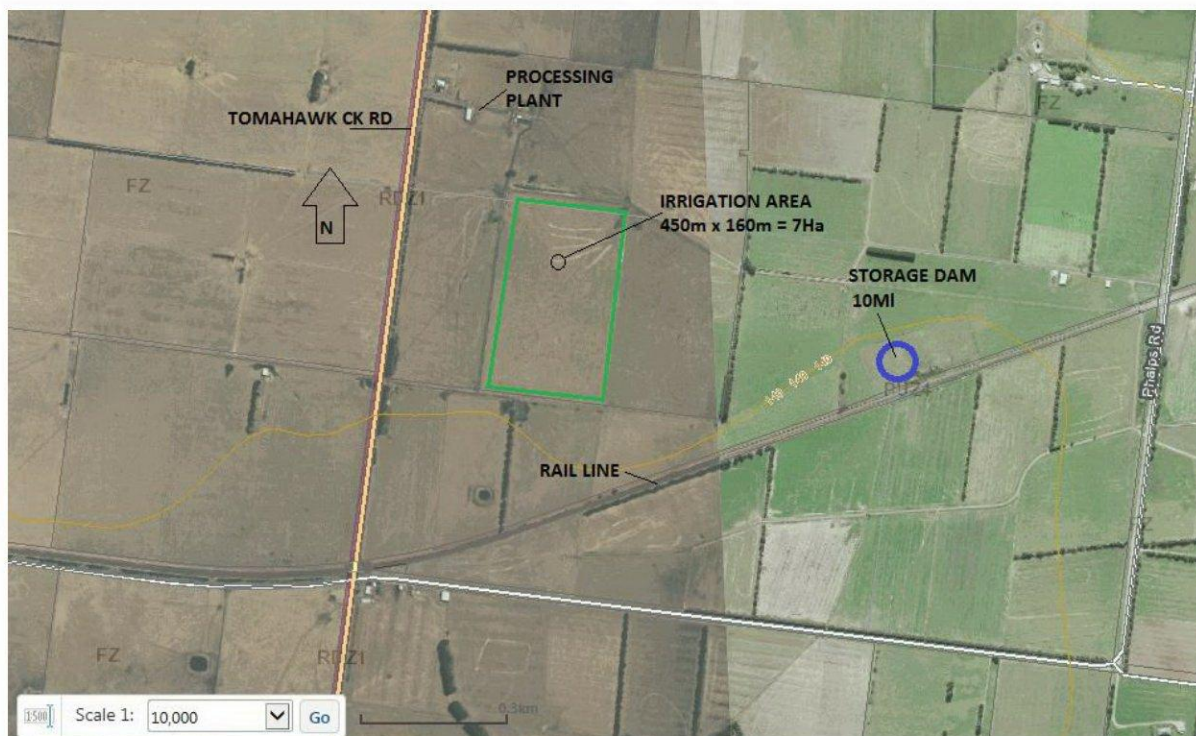 PROCESSING
PLANT
TOMAHAWK CK RD
FZ
FZ
RDZ1
N
IRRIGATION AREA
450m x 160m = 7Ha
STORAGE DAM
10Ml
Phalps Rd
RAIL LINE
FZ
RDZ1
Scale 1:
10,000
Go
0.3km